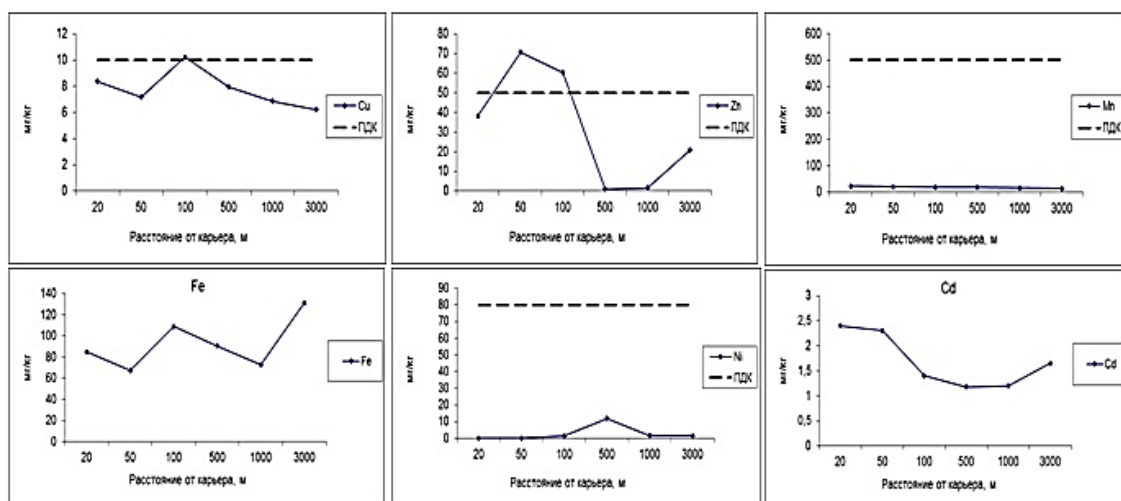 12
10
8
6
4
2
0
мг/кг
20 50 100 500 1000 3000
Расстояние от карьера, м
Cu
ПДК
80
70
60
50
40
30
20
10
0
мг/кг
20 50 100 500 1000 3000
Расстояние от карьера, м
Zn
ПДК
600
500
400
300
200
100
0
мг/кг
20 50 100 500 1000 3000
Расстояние от карьера, м
Mn
ПДК
Fe
140
120
100
80
60
40
20
0
мг/кг
20 50 100 500 1000 3000
Расстояние от карьера, м
Fe
90
80
70
60
50
40
30
20
10
0
мг/кг
20 50 100 500 1000 3000
Расстояние от карьера, м
Ni
ПДК
Cd
3
2,5
2
1,5
1
0,5
0
мг/кг
20 50 100 500 1000 3000
Расстояние от карьера, м
Cd